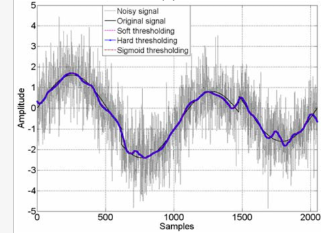 Noisy signal
Original signal
Soft thresholding
Hard thresholding
Sigmoid thresholding
5
4
3
2
1
0
-1
-2
-3
-4
-5
Amplitude
0
500
1000
1500
2000
Samples